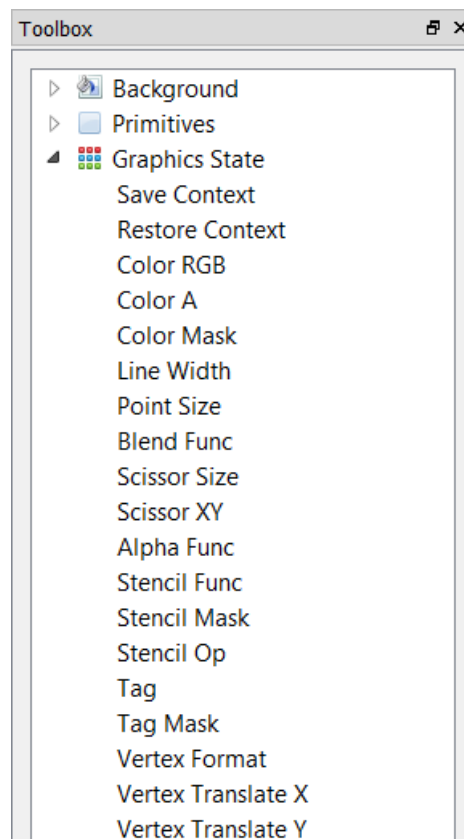 Toolbox
Background
Primitives
Graphics State
Save Context
Restore Context
Color RGB
Color A
Color Mask
Line Width
Point Size
Blend Func
Scissor Size
Scissor XY
Alpha Func
Stencil Func
Stencil Mask
Stencil Op
Tag
Tag Mask
Vertex Format
Vertex Translate X
Vertex Translate Y